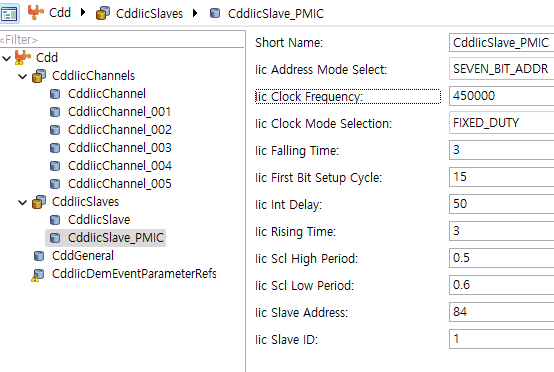 Cdd CddIicSlaves CddIicSlave_PMIC
<Filter>
Cdd
CddIicChannels
CddIicChannel
CddIicChannel_001
CddIicChannel_002
CddIicChannel_003
CddIicChannel_004
CddIicChannel_005
CddIicSlaves
CddIicSlave
CddIicSlave_PMIC
CddGeneral
CddIicDemEventParameterRefs
Short Name: CddIicSlave_PMIC
Iic Address Mode Select: SEVEN_BIT_ADDR
Iic Clock Frequency: 450000
Iic Clock Mode Selection: FIXED_DUTY
Iic Falling Time: 3
Iic First Bit Setup Cycle: 15
Iic Int Delay: 50
Iic Rising Time: 3
Iic Scl High Period: 0.5
Iic Scl Low Period: 0.6
Iic Slave Address: 84
Iic Slave ID: 1